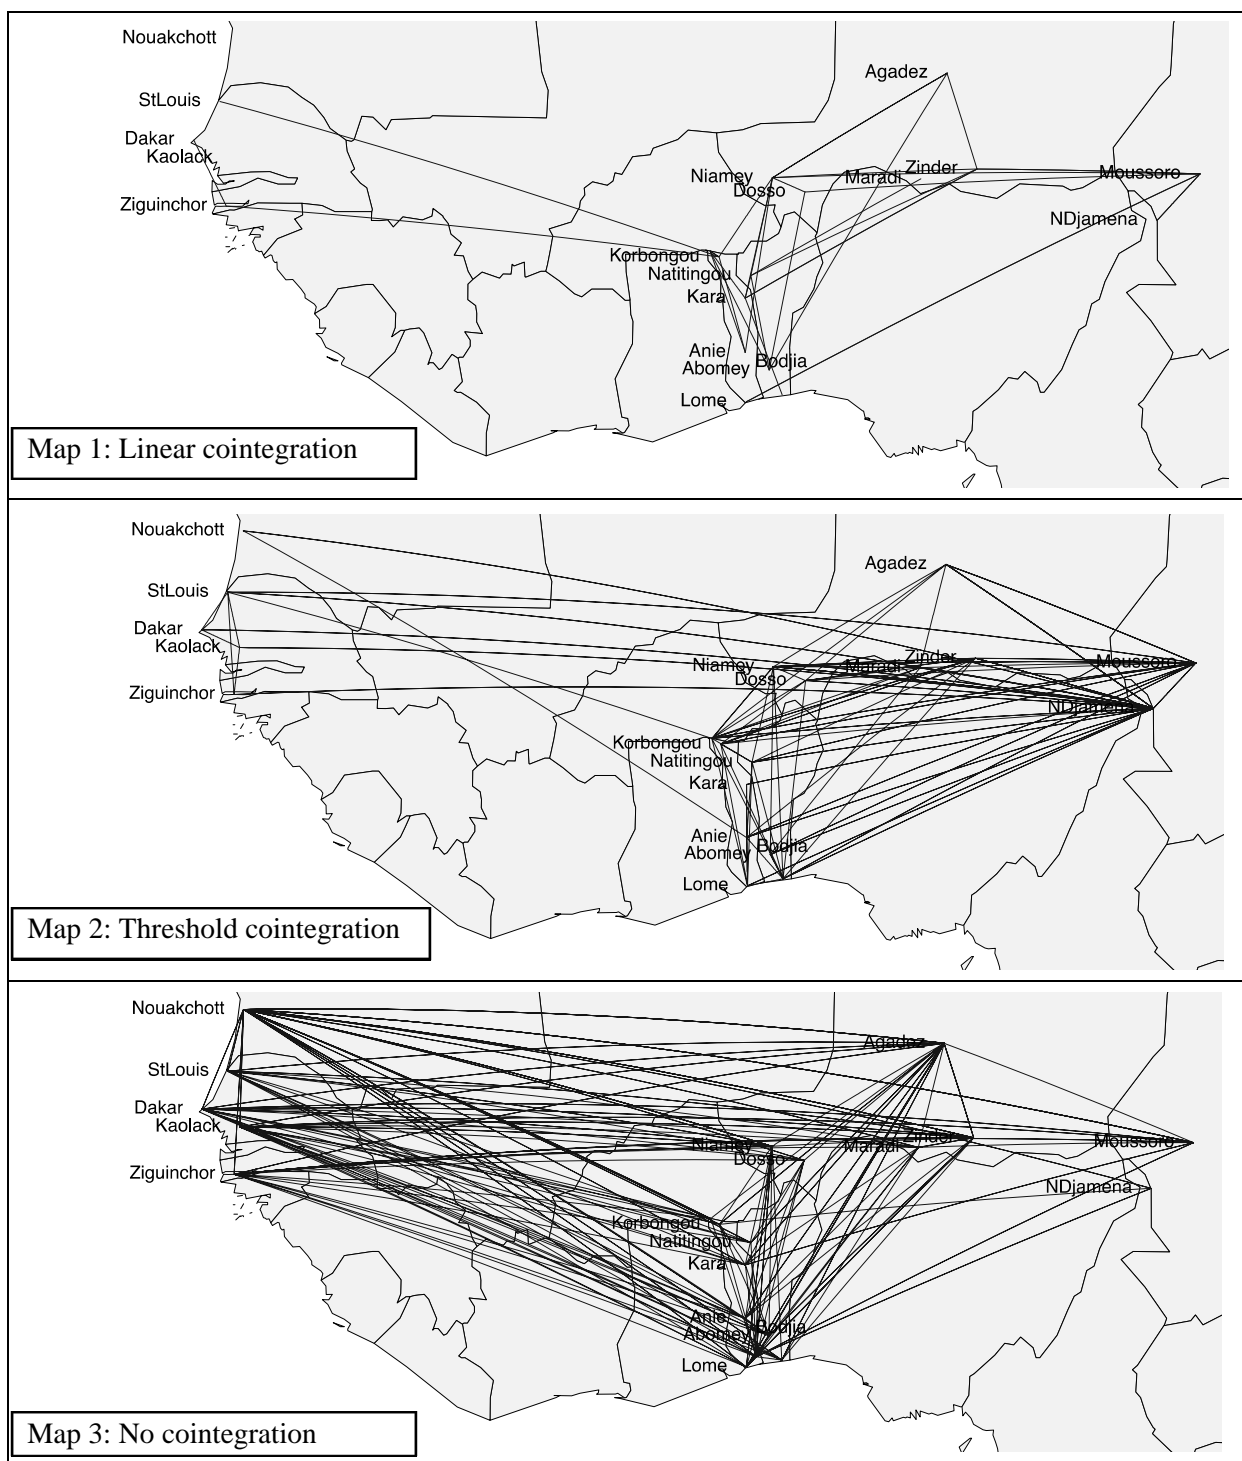 Nouakchott
Agadez
StLouis
Dakar
Kaolack
Niamey
Dosso
Maradi
Zinder
Moussoro
Ziguinchor
NDjamena
Korbongou
Natitingou
Kara
Anie
Abomey
Bodjia
Lome
Map 1: Linear cointegration
Nouakchott
Agadez
StLouis
Dakar
Kaolack
Niamey
Dosso
Maradi
Zinder
Moussoro
Ziguinchor
NDjamena
Korbongou
Natitingou
Kara
Anie
Abomey
Bodjia
Lome
Map 2: Threshold cointegration
Nouakchott
Agadez
StLouis
Dakar
Kaolack
Niamey
Dosso
Maradi
Zinder
Moussoro
Ziguinchor
NDjamena
Korbongou
Natitingou
Kara
Anie
Abomey
Bodjia
Lome
Map 3: No cointegration